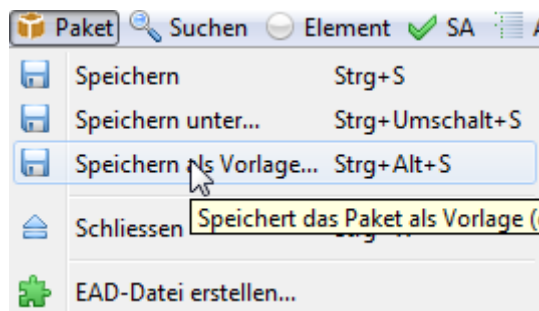 Paket Suchen Element SA
Speichern Strg+S
Speichern unter... Strg+Umschalt+S
Speichern als Vorlage... Strg+Alt+S
Speichert das Paket als Vorlage (
Schliessen
EAD-Datei erstellen...